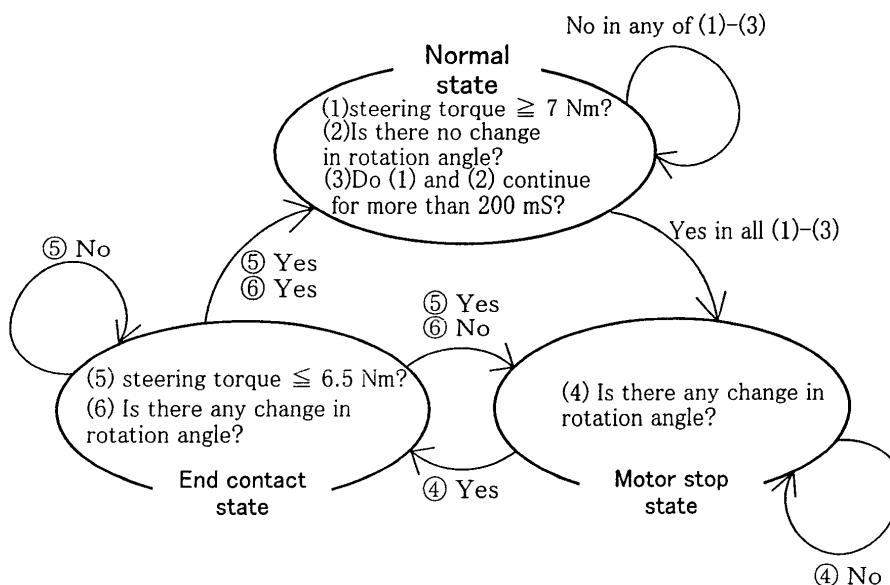 No in any of (1)-(3)
Normal
state
(1)steering torque ≧ 7 Nm?
(2)Is there no change
in rotation angle?
(3)Do (1) and (2) continue
for more than 200 mS?
Yes in all (1)-(3)
⑤ No
⑤ Yes
⑥ Yes
⑤ Yes
⑥ No
(5) steering torque ≦ 6.5 Nm?
(6) Is there any change in
rotation angle?
End contact
state
④ Yes
(4) Is there any change in
rotation angle?
Motor stop
state
④ No